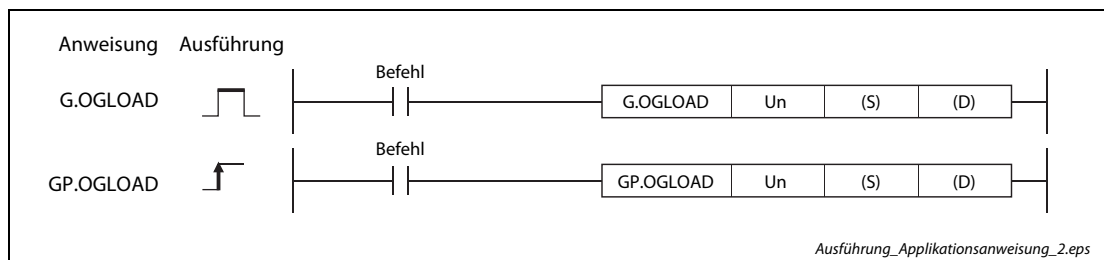 Anweisung Ausführung
Befehl
G.OGLOAD G.OGLOAD Un (S) (D)
Befehl
GP.OGLOAD GP.OGLOAD Un (S) (D)
Ausführung_Applikationsanweisung_2.eps